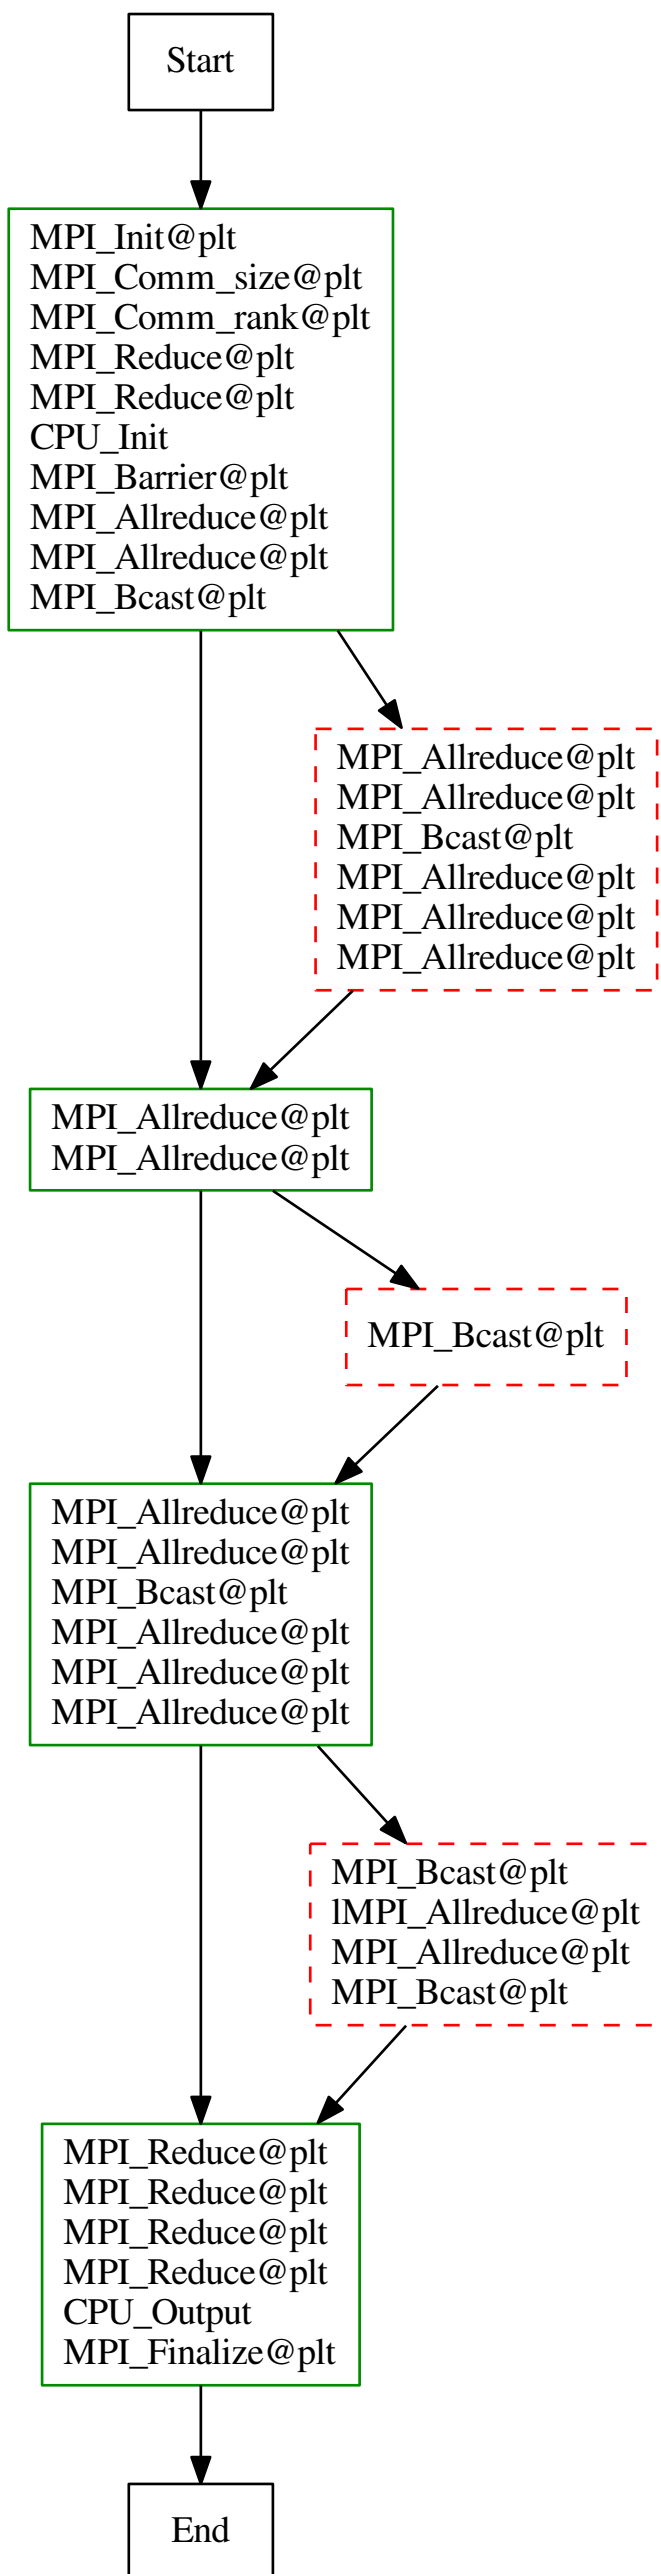 Start
MPI_Init@plt
MPI_Comm_size@plt
MPI_Comm_rank@plt
MPI_Reduce@plt
MPI_Reduce@plt
CPU_Init
MPI_Barrier@plt
MPI_Allreduce@plt
MPI_Allreduce@plt
MPI_Bcast@plt
MPI_Allreduce@plt
MPI_Allreduce@plt
MPI_Bcast@plt
MPI_Allreduce@plt
MPI_Allreduce@plt
MPI_Allreduce@plt
MPI_Allreduce@plt
MPI_Allreduce@plt
MPI_Bcast@plt
MPI_Allreduce@plt
MPI_Allreduce@plt
MPI_Bcast@plt
MPI_Allreduce@plt
MPI_Allreduce@plt
MPI_Allreduce@plt
MPI_Bcast@plt
lMPI_Allreduce@plt
MPI_Allreduce@plt
MPI_Bcast@plt
MPI_Reduce@plt
MPI_Reduce@plt
MPI_Reduce@plt
MPI_Reduce@plt
CPU_Output
MPI_Finalize@plt
End